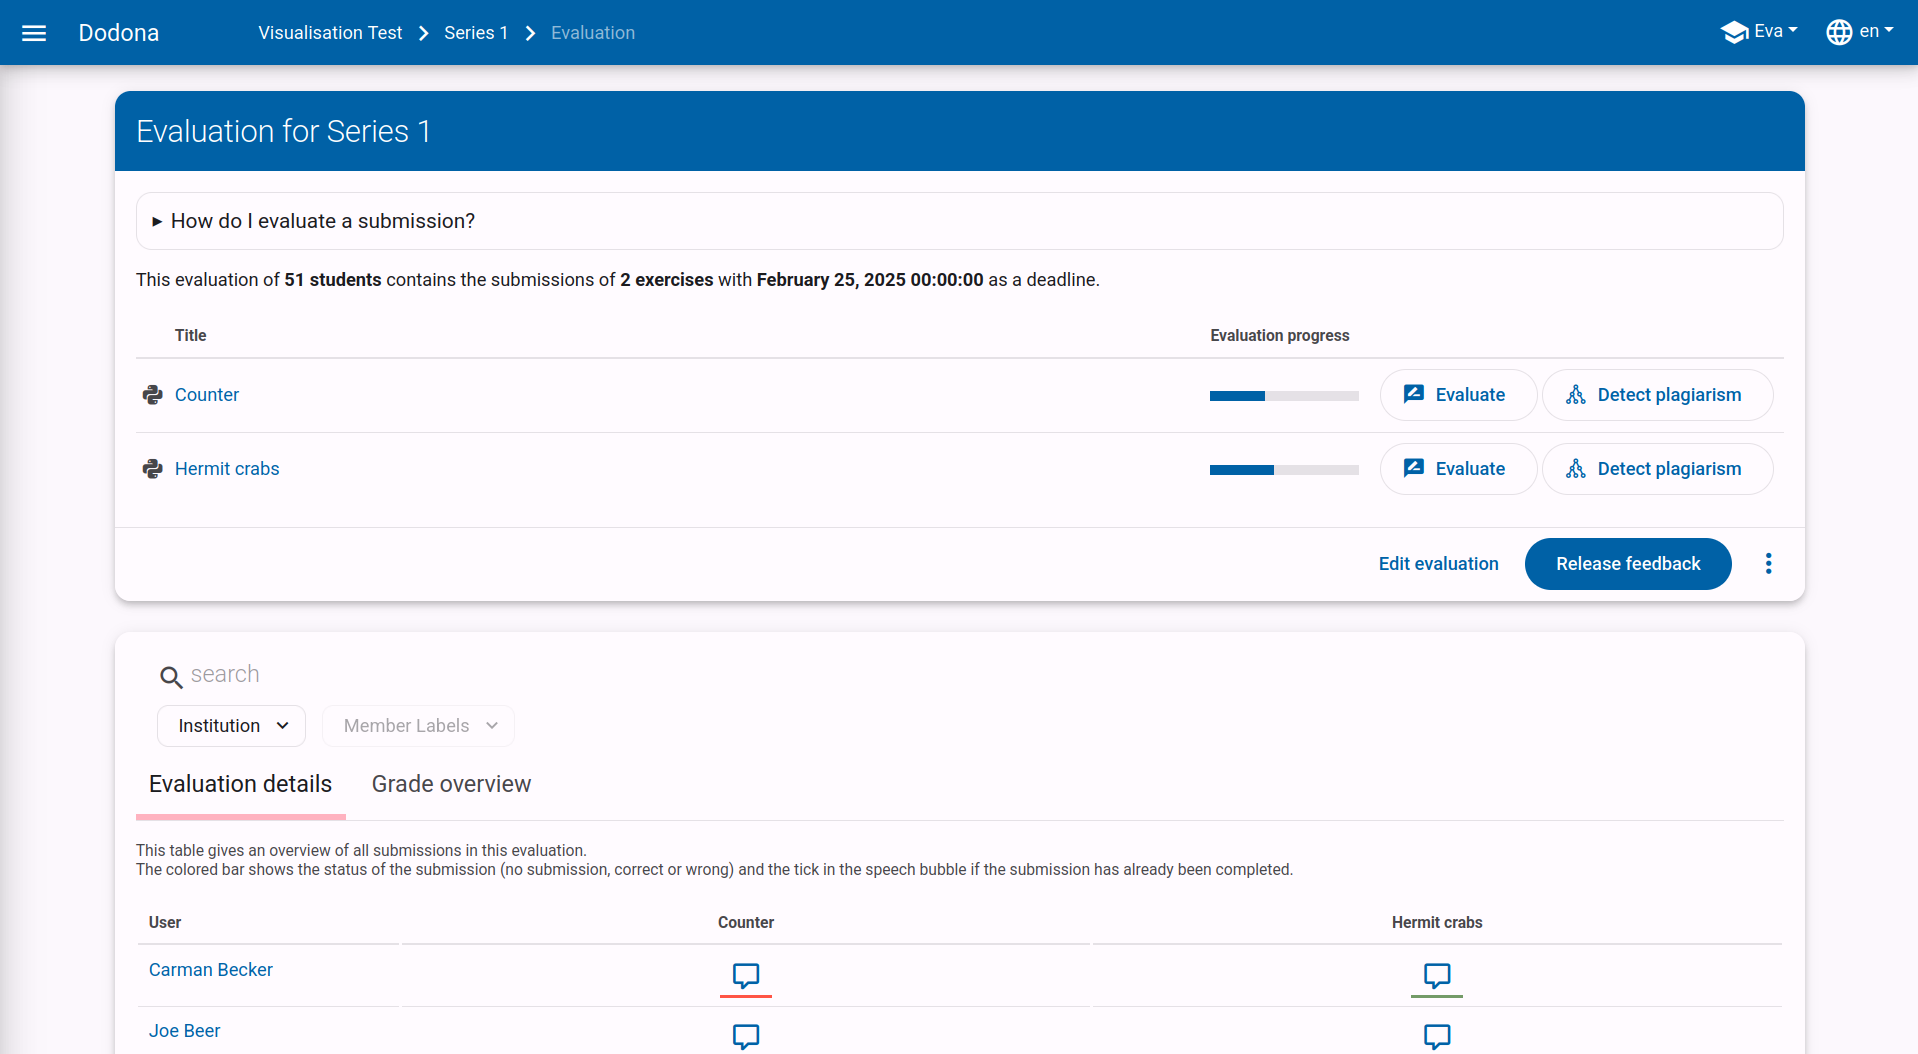 Dodona
Visualisation Test
Series 1
Evaluation
Eva
en
Evaluation for Series 1
How do I evaluate a submission?
This evaluation of 51 students contains the submissions of 2 exercises with February 25, 2025 00:00:00 as a deadline.
Title
Evaluation progress
Counter
Evaluate
Detect plagiarism
Hermit crabs
Evaluate
Detect plagiarism
Edit evaluation
Release feedback
search
Institution
Member Labels
Evaluation details
Grade overview
This table gives an overview of all submissions in this evaluation.
The colored bar shows the status of the submission (no submission, correct or wrong) and the tick in the speech bubble if the submission has already been completed.
User
Counter
Hermit crabs
Carman Becker
Joe Beer